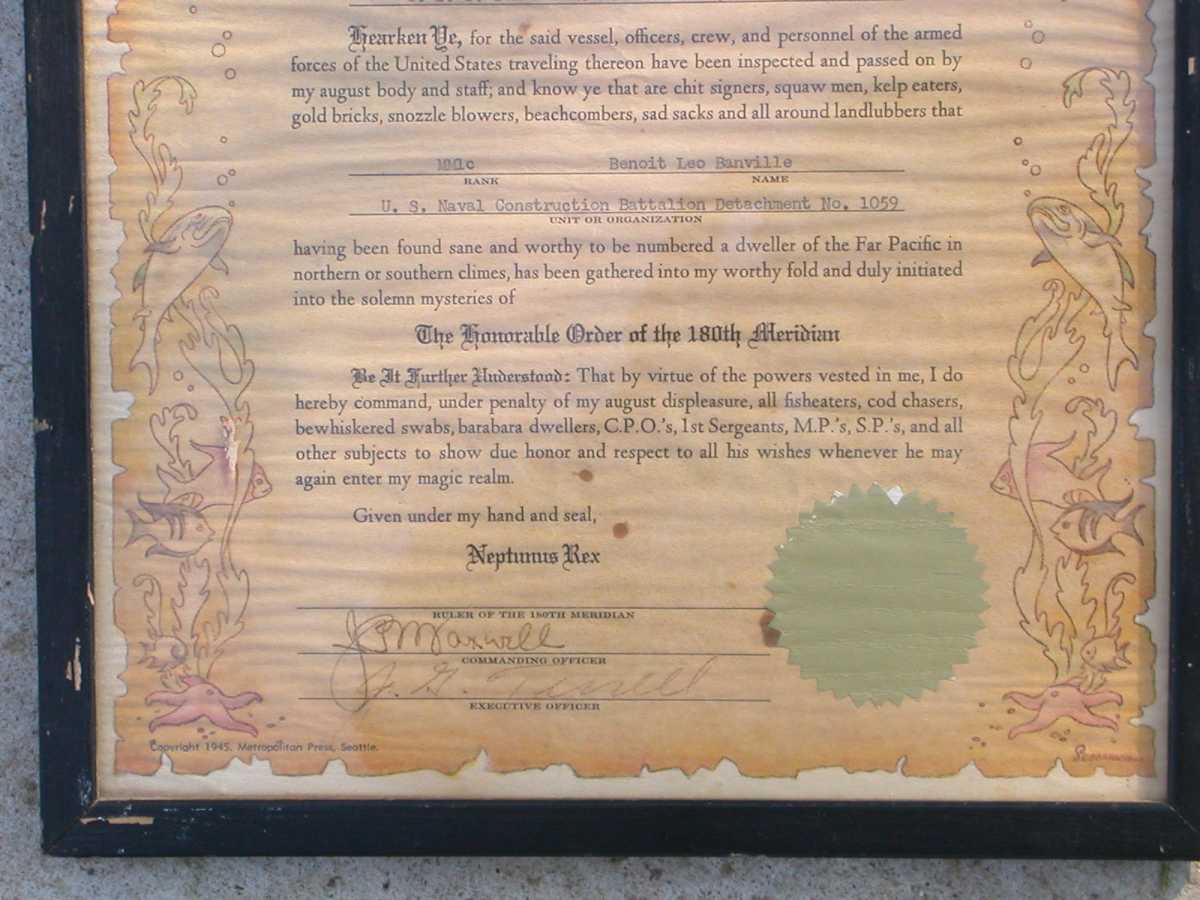 Hearken Ye, for the said vessel, officers, crew, and personnel of the armed
forces of the United States traveling thereon have been inspected and passed on by
my august body and staff; and know ye that are chit signers, squaw men, kelp eaters,
gold bricks, snozzle blowers, beachcombers, sad sacks and all around landlubbers that
Benoit Leo Banville
RANK NAME
U. S. Naval Construction Battalion Detachment No. 1059
UNIT OR ORGANIZATION
having been found sane and worthy to be numbered a dweller of the Far Pacific in
northern or southern climes, has been gathered into my worthy fold and duly initiated
into the solemn mysteries of
The Honorable Order of the 180th Meridian
Be It Further Understood: That by virtue of the powers vested in me, I do
hereby command, under penalty of my august displeasure, all fisheaters, cod chasers,
bewhiskered swabs, barabara dwellers, C.P.O.'s, 1st Sergeants, M.P.'s, S.P.'s, and all
other subjects to show due honor and respect to all his wishes whenever he may
again enter my magic realm.
Given under my hand and seal,
Neptunus Rex
RULER OF THE 180TH MERIDIAN
J P Maxwell
COMMANDING OFFICER
J. G.
EXECUTIVE OFFICER
Copyright 1945, Metropolitan Press, Seattle.